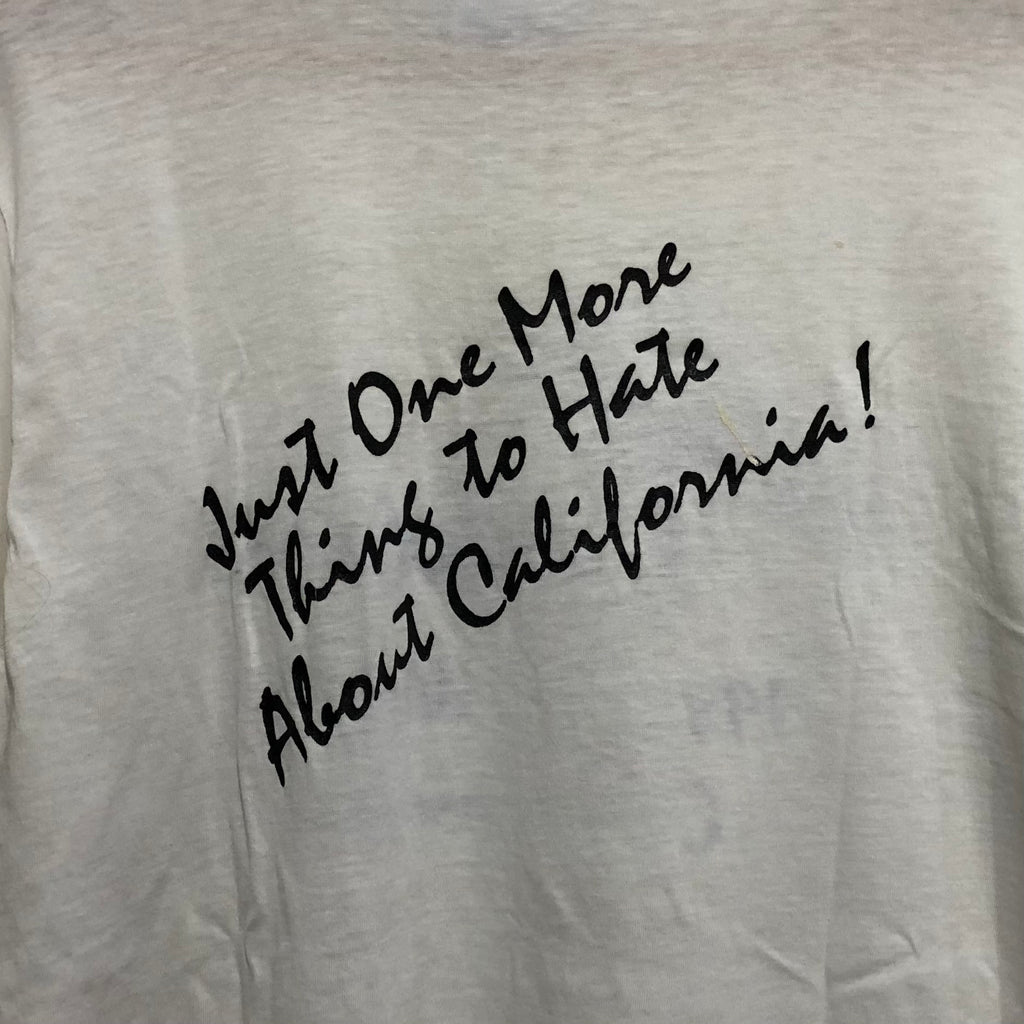 Just One More
Thing to Hate
About California!